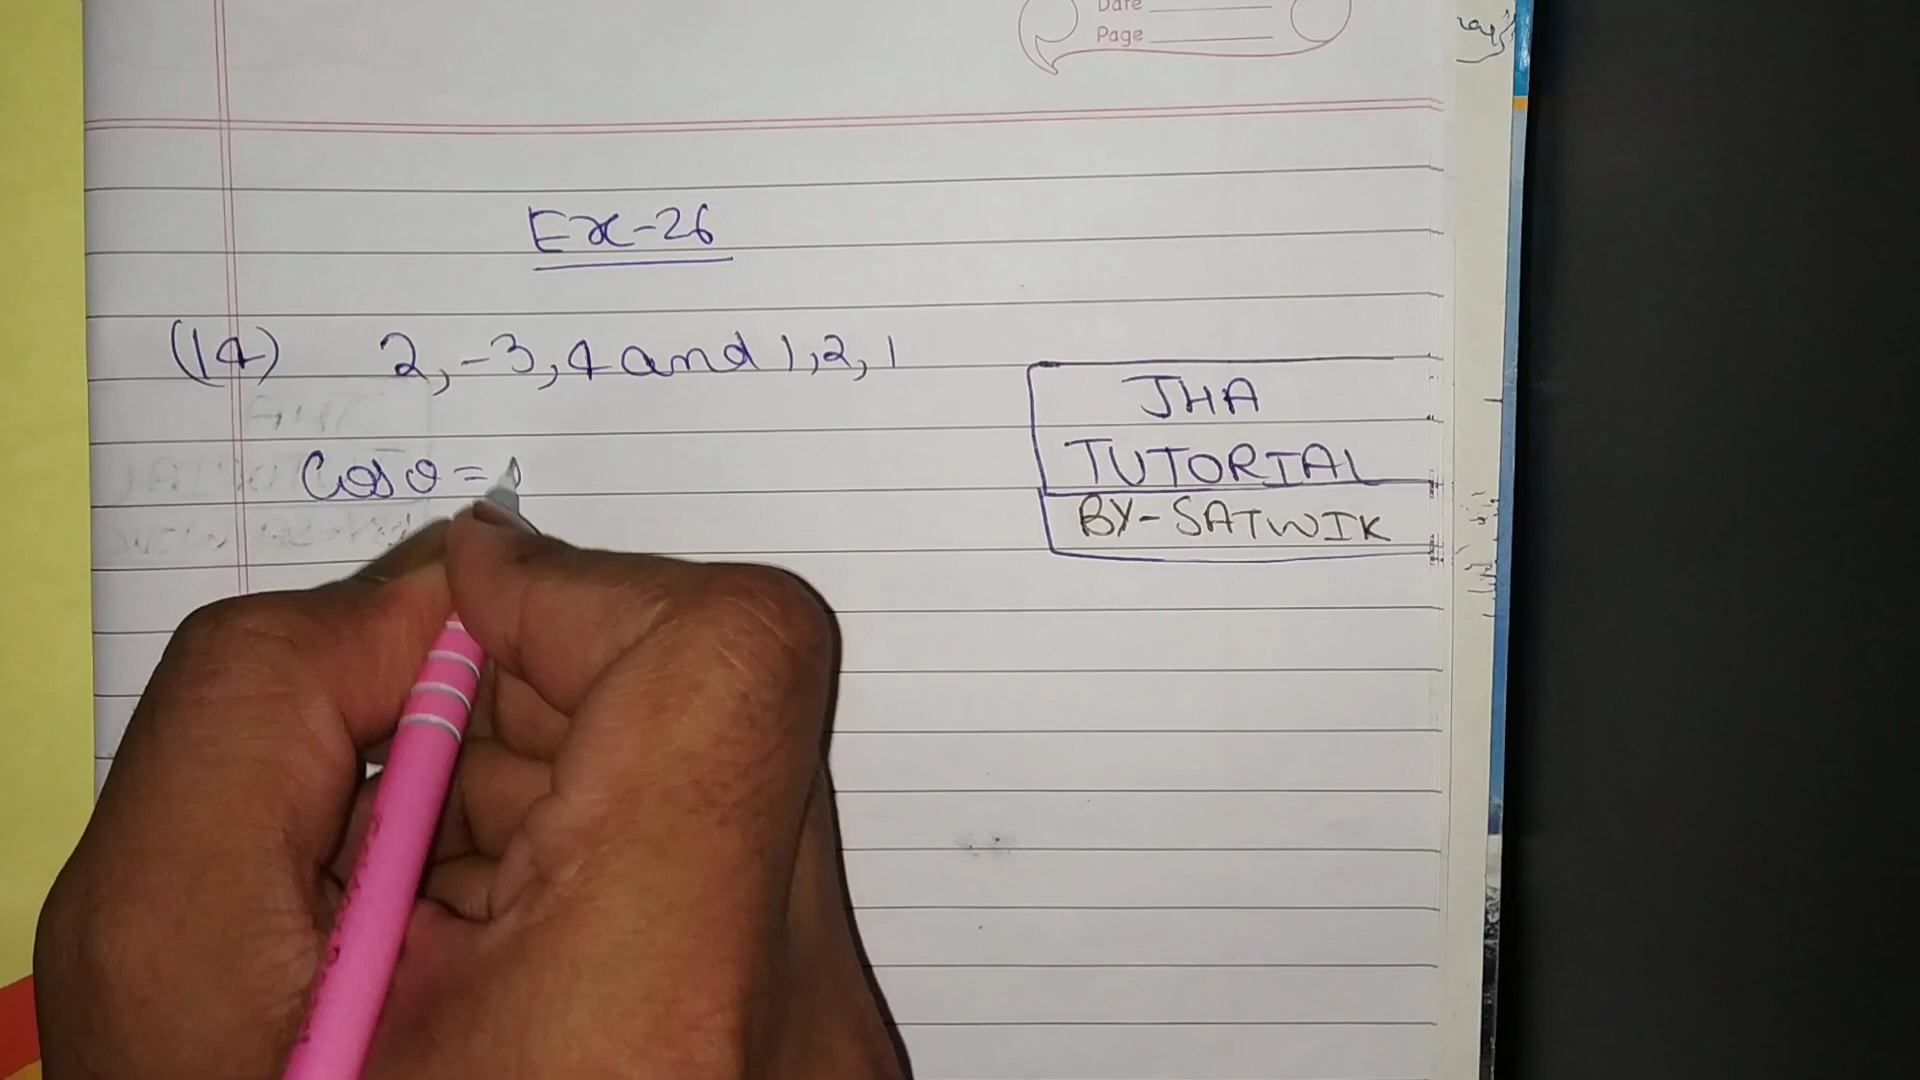 Date
Page
Ex-26
(14) 2, -3, 4 and 1, 2, 1
JHA
Cos θ =
TUTORIAL
BY-SATWIK